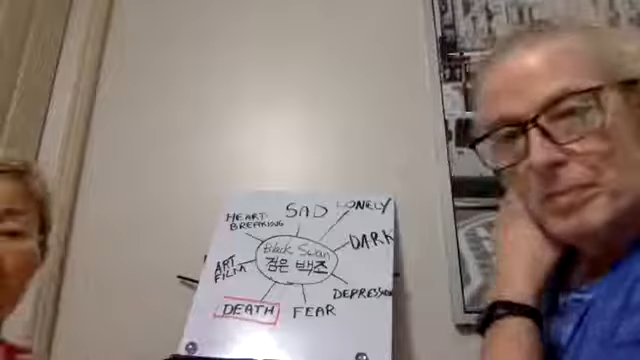 HEART
BREAKING
SAD
LONELY
Black Swan
검은 백조
DARK
ART
FILM
DEPRESSION
DEATH
FEAR